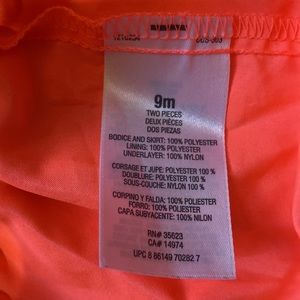 9m
TWO PIECES
DEUX PIÈCES
DOS PIEZAS
BODICE AND SKIRT: 100% POLYESTER
LINING: 100% POLYESTER
UNDERLAYER: 100% NYLON
CORSAGE ET JUPE: POLYESTER 100 %
DOUBLURE: POLYESTER 100 %
SOUS-COUCHE: NYLON 100 %
CORPINO Y FALDA: 100% POLIESTER
FORRO: 100% POLIESTER
CAPA SUBYACENTE: 100% NILON
RN# 35623
CA# 14974
UPC 8 86149 70282 7